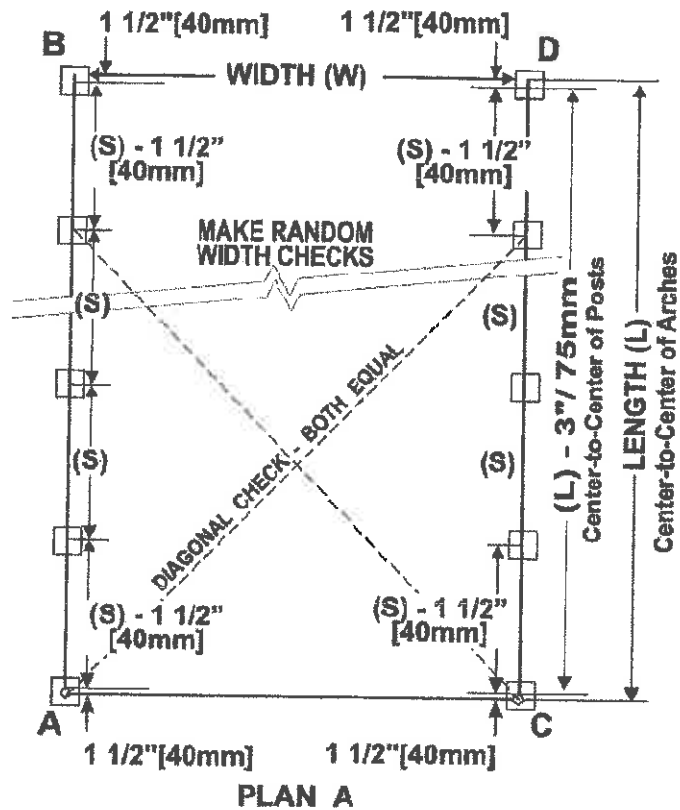 1 1/2"[40mm] 1 1/2"[40mm]
B D
WIDTH (W)
(S) - 1 1/2" (S) - 1 1/2"
[40mm] [40mm]
MAKE RANDOM
WIDTH CHECKS
(S) (S)
(S) (S)
DIAGONAL CHECK - BOTH EQUAL
(L) - 3"/ 75mm
Center-to-Center of Posts
LENGTH (L)
Center-to-Center of Arches
(S) - 1 1/2" (S) - 1 1/2"
[40mm] [40mm]
A C
1 1/2"[40mm] 1 1/2"[40mm]
PLAN A